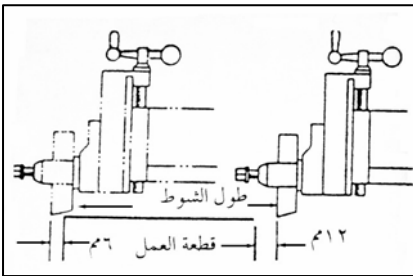 طول الشوط
١٢مم
قطعة العمل
٦مم